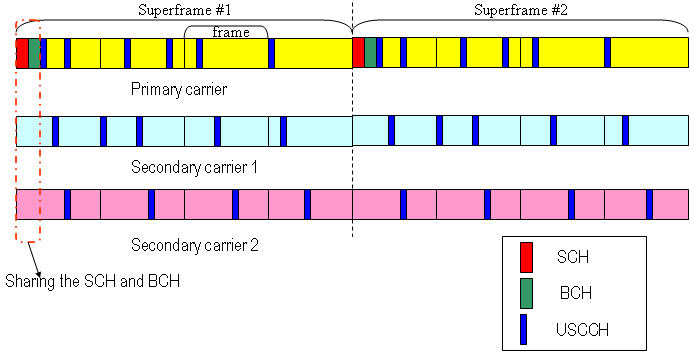 Superframe #1
Superframe #2
frame
Primary carrier
Secondary carrier 1
Secondary carrier 2
Sharing the SCH and BCH
SCH
BCH
USCCH